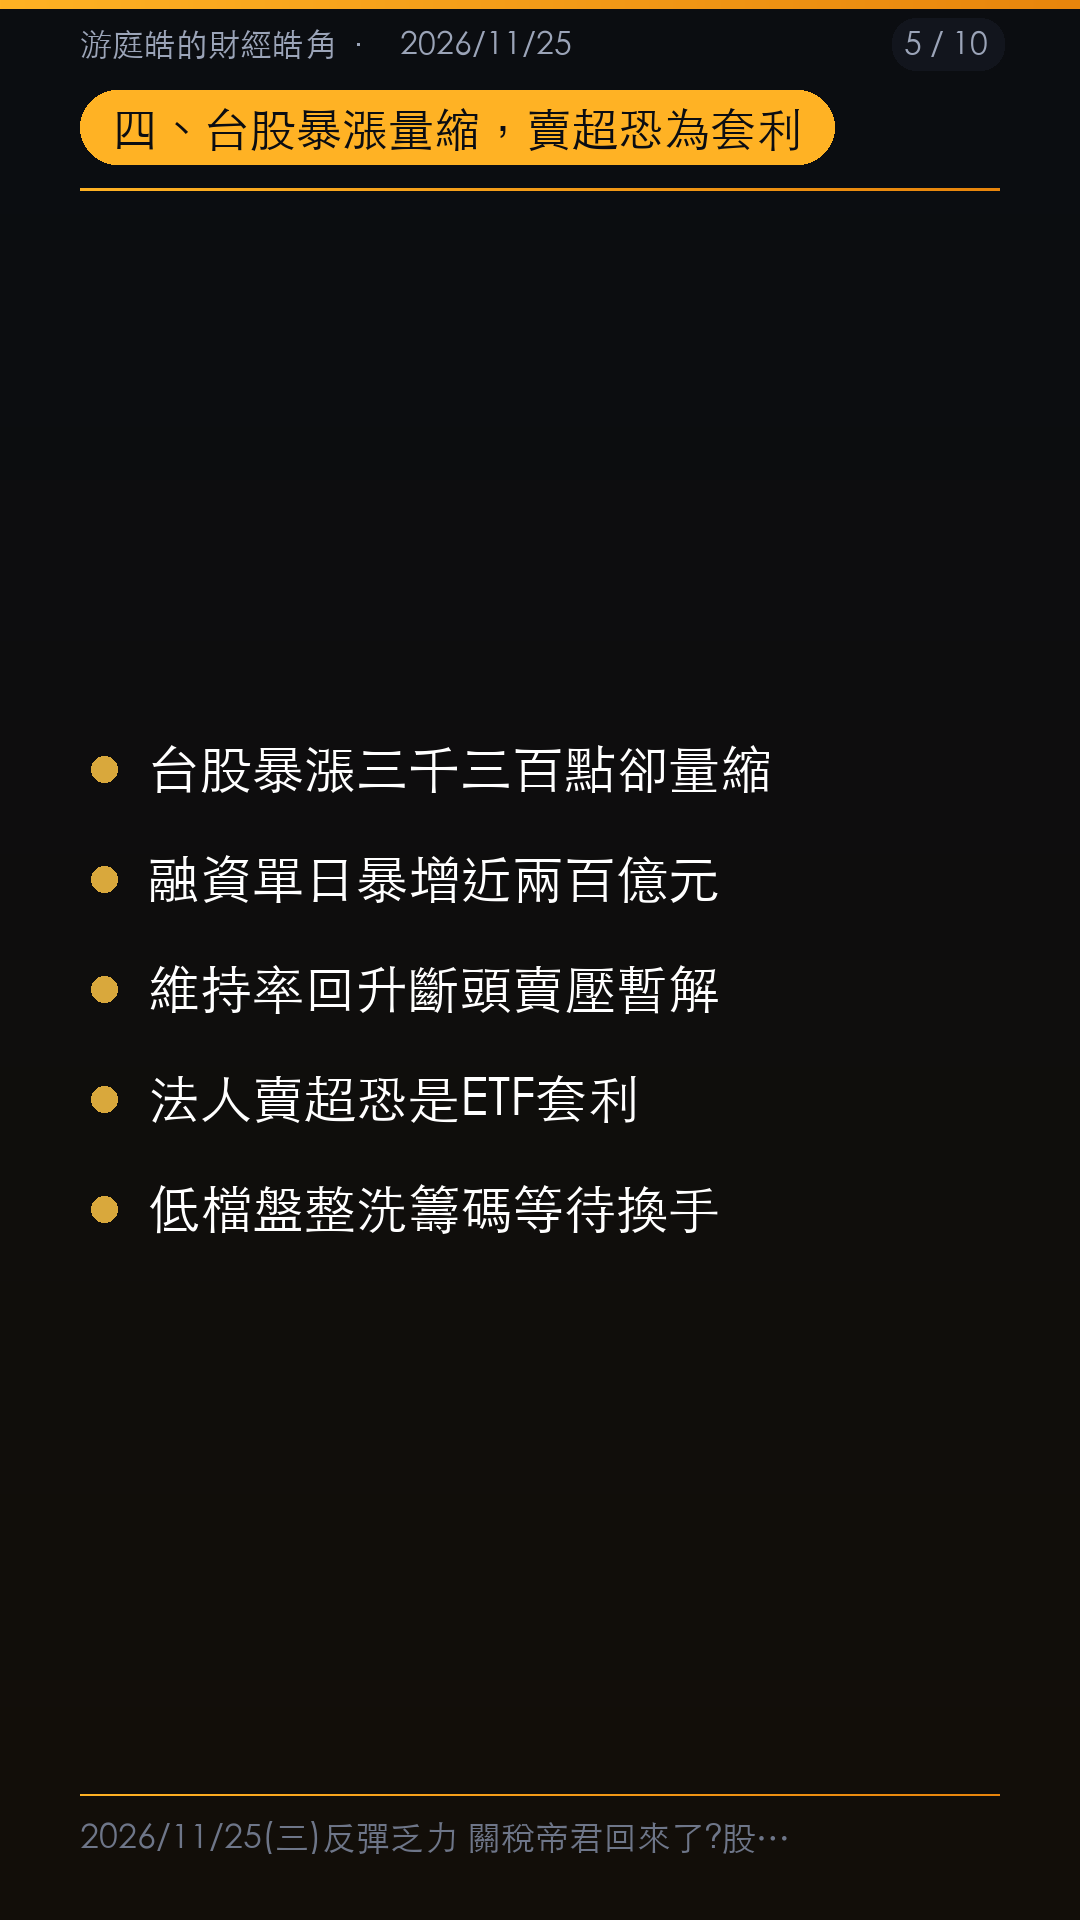 游庭皓的財經皓角 · 2026/11/25
5 / 10
四、台股暴漲量縮，賣超恐為套利
台股暴漲三千三百點卻量縮
融資單日暴增近兩百億元
維持率回升斷頭賣壓暫解
法人賣超恐是ETF套利
低檔盤整洗籌碼等待換手
2026/11/25(三)反彈乏力 關稅帝君回來了?股⋯